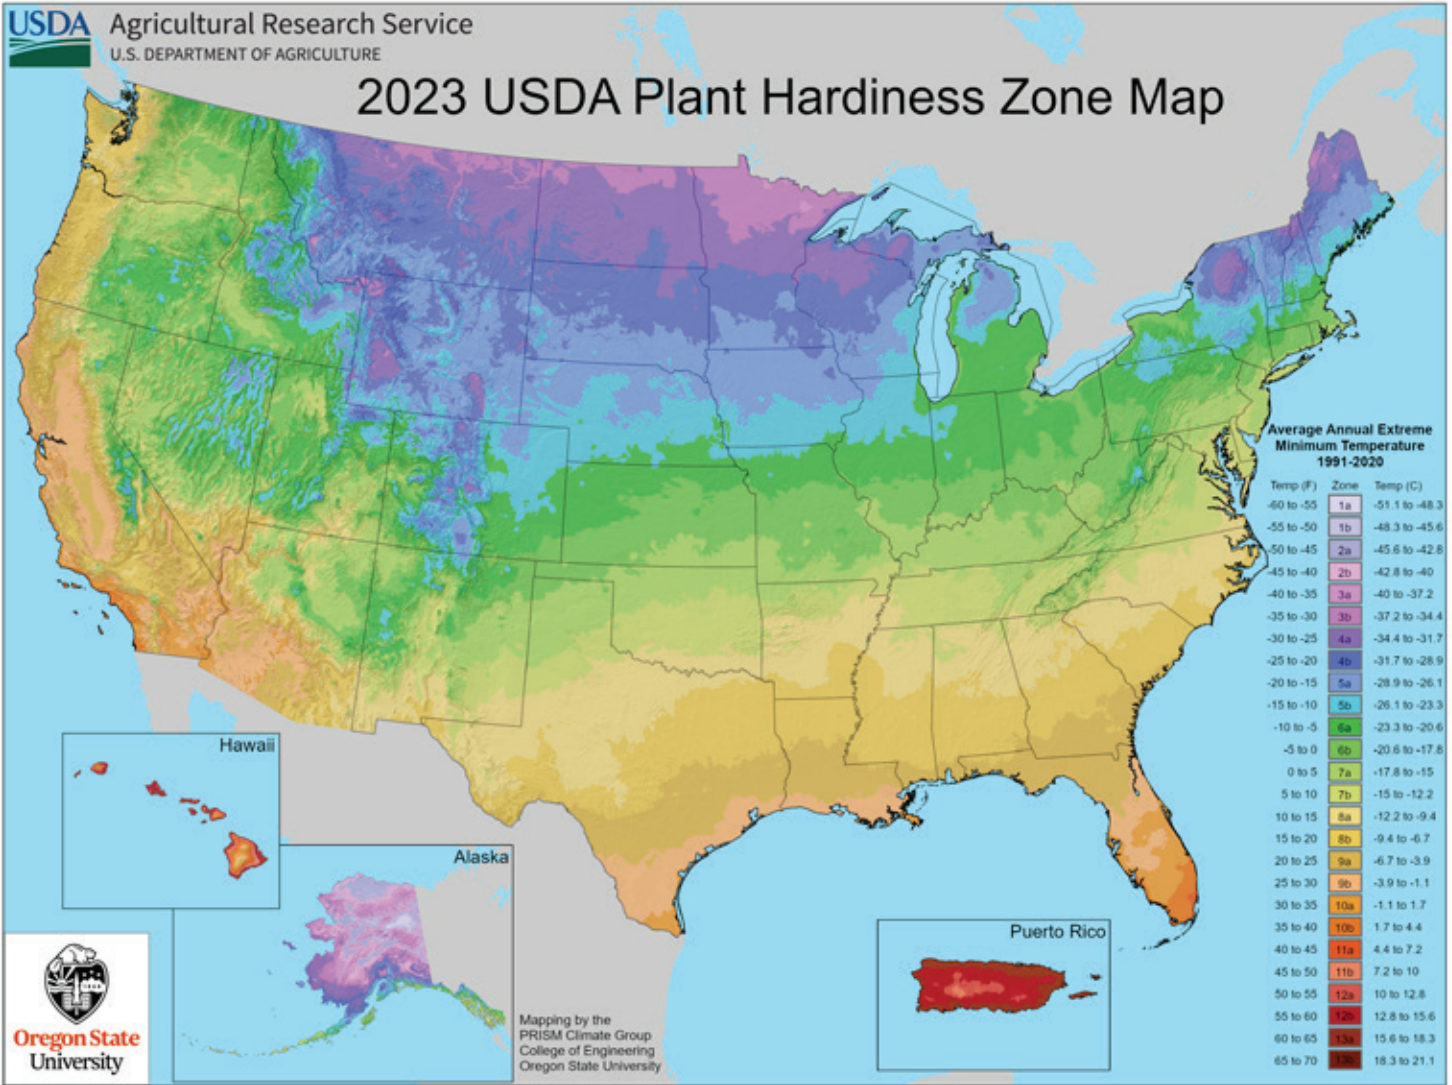 USDA
Agricultural Research Service
U.S. DEPARTMENT OF AGRICULTURE
2023 USDA Plant Hardiness Zone Map
Average Annual Extreme
Minimum Temperature
1991-2020
Temp (F) Zone Temp (C)
-60 to -55 1a -51.1 to -48.3
-55 to -50 1b -48.3 to -45.6
-50 to -45 2a -45.6 to -42.8
-45 to -40 2b -42.8 to -40
-40 to -35 3a -40 to -37.2
-35 to -30 3b -37.2 to -34.4
-30 to -25 4a -34.4 to -31.7
-25 to -20 4b -31.7 to -28.9
-20 to -15 5a -28.9 to -26.1
-15 to -10 5b -26.1 to -23.3
-10 to -5 6a -23.3 to -20.6
-5 to 0 6b -20.6 to -17.8
0 to 5 7a -17.8 to -15
5 to 10 7b -15 to -12.2
10 to 15 8a -12.2 to -9.4
15 to 20 8b -9.4 to -6.7
20 to 25 9a -6.7 to -3.9
25 to 30 9b -3.9 to -1.1
30 to 35 10a -1.1 to 1.7
35 to 40 10b 1.7 to 4.4
40 to 45 11a 4.4 to 7.2
45 to 50 11b 7.2 to 10
50 to 55 12a 10 to 12.8
55 to 60 12b 12.8 to 15.6
60 to 65 13a 15.6 to 18.3
65 to 70 13b 18.3 to 21.1
Hawaii
Alaska
Puerto Rico
Oregon State
University
Mapping by the
PRISM Climate Group
College of Engineering
Oregon State University